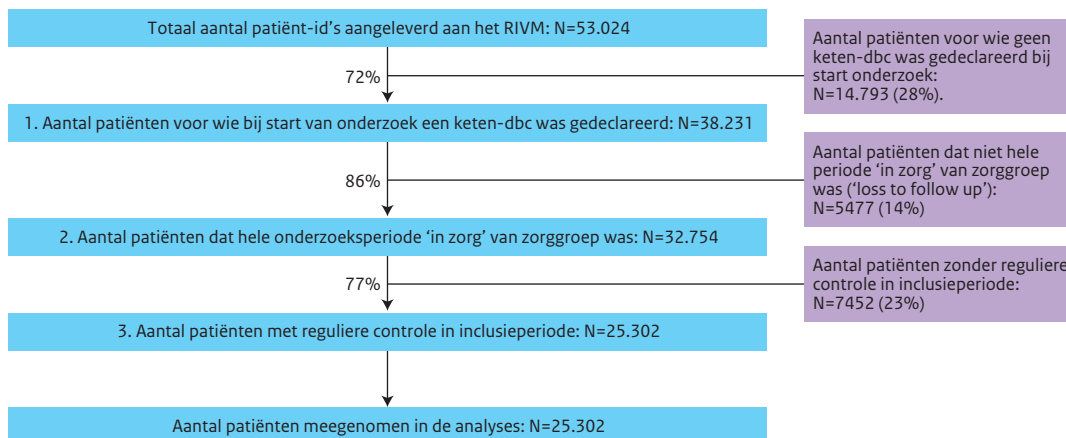 Totaal aantal patiënt-id's aangeleverd aan het RIVM: N=53.024
Aantal patiënten voor wie geen
keten-dbc was gedeclareerd bij
start onderzoek:
N=14.793 (28%).
72%
1. Aantal patiënten voor wie bij start van onderzoek een keten-dbc was gedeclareerd: N=38.231
Aantal patiënten dat niet hele
periode ‘in zorg’ van zorggroep
was (‘loss to follow up’):
N=5477 (14%)
86%
2. Aantal patiënten dat hele onderzoeksperiode ‘in zorg’ van zorggroep was: N=32.754
Aantal patiënten zonder reguliere
controle in inclusieperiode:
N=7452 (23%)
77%
3. Aantal patiënten met reguliere controle in inclusieperiode: N=25.302
Aantal patiënten meegenomen in de analyses: N=25.302